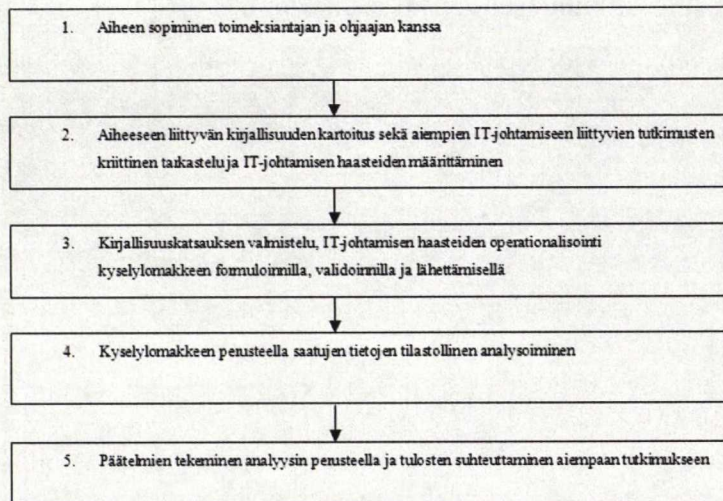 1. Aiheen sopiminen toimeksiantajan ja ohjaajan kanssa
2. Aiheeseen liittyvän kirjallisuuden kartoitus sekä aiempien IT-johtamiseen liittyvien tutkimusten
kriittinen tarkastelu ja IT-johtamisen haasteiden määrittäminen
3. Kirjallisuuskatsauksen valmistelu, IT-johtamisen haasteiden operationalisointi
kyselylomakkeen formuloinnilla, validoinnilla ja lähettämisellä
4. Kyselylomakkeen perusteella saatujen tietojen tilastollinen analysoiminen
5. Päätelmien tekeminen analyysin perusteella ja tulosten suhteuttaminen aiempaan tutkimukseen